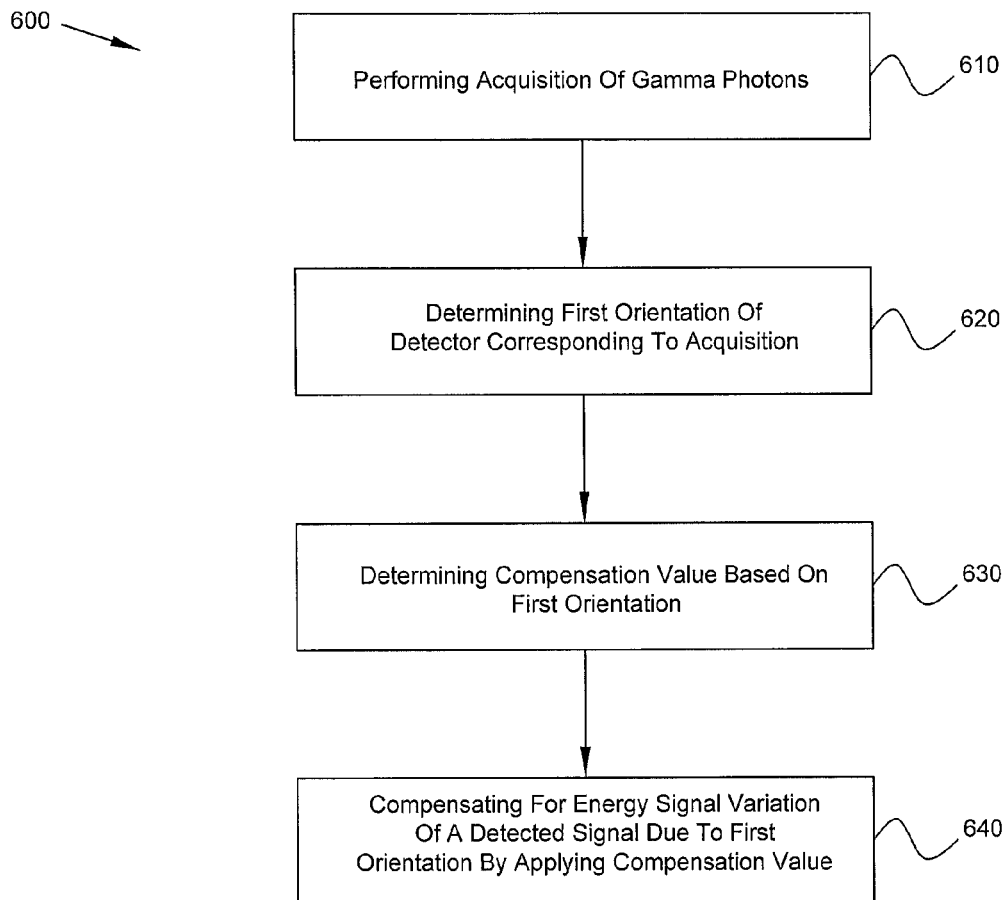 600
Performing Acquisition Of Gamma Photons
610
Determining First Orientation Of
Detector Corresponding To Acquisition
620
Determining Compensation Value Based On
First Orientation
630
Compensating For Energy Signal Variation
Of A Detected Signal Due To First
Orientation By Applying Compensation Value
640